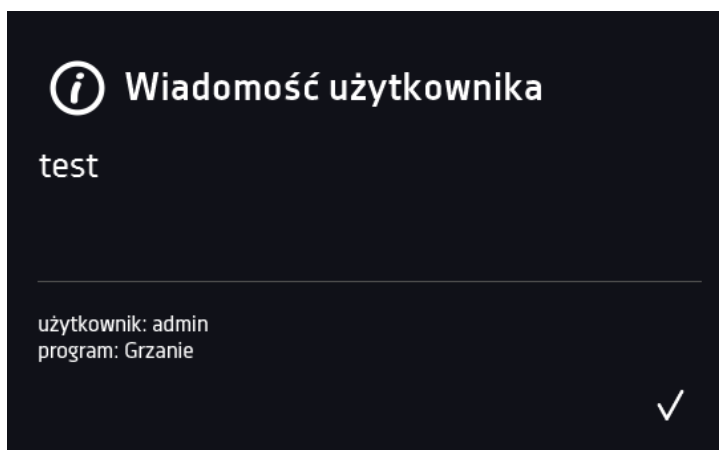 Wiadomość użytkownika
test
użytkownik: admin
program: Grzanie